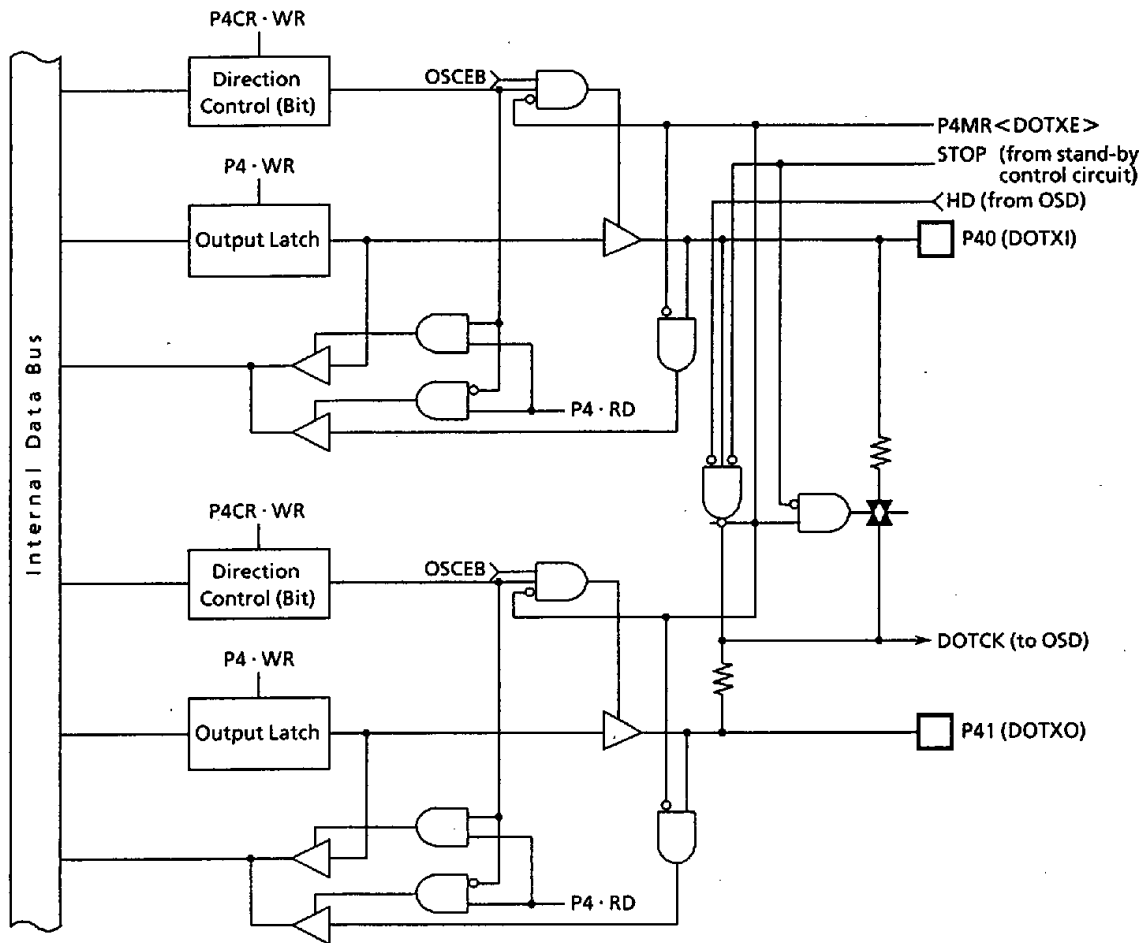 P4CR · WR
Direction
Control (Bit)
OSCEB
P4MR<DOTXE>
STOP (from stand-by
control circuit)
HD (from OSD)
P4 · WR
Output Latch
P40 (DOTXI)
P4 · RD
Internal Data Bus
P4CR · WR
Direction
Control (Bit)
OSCEB
DOTCK (to OSD)
P4 · WR
Output Latch
P41 (DOTXO)
P4 · RD